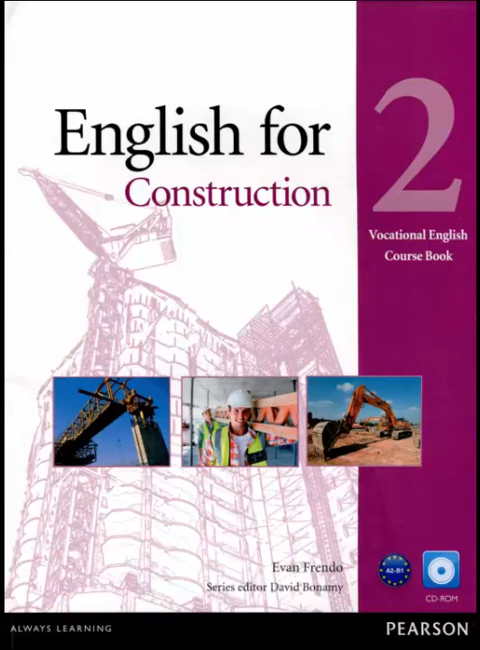 English for
Construction
2
Vocational English
Course Book
Evan Frendo
Series editor David Bonamy
A2-B1
CD-ROM
ALWAYS LEARNING
PEARSON